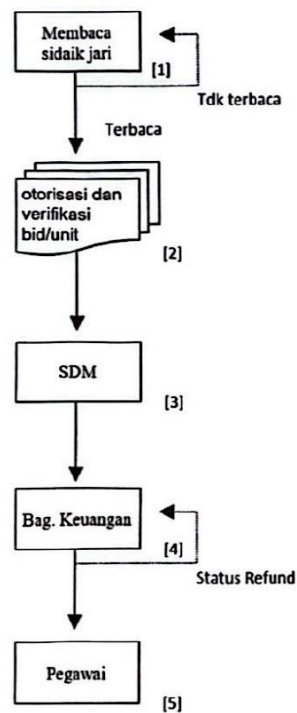 Membaca
sidaik jari
[1]
Tdk terbaca
Terbaca
otorisasi dan
verifikasi
bid/unit
[2]
SDM
[3]
Bag. Keuangan
[4]
Status Refund
Pegawai
[5]